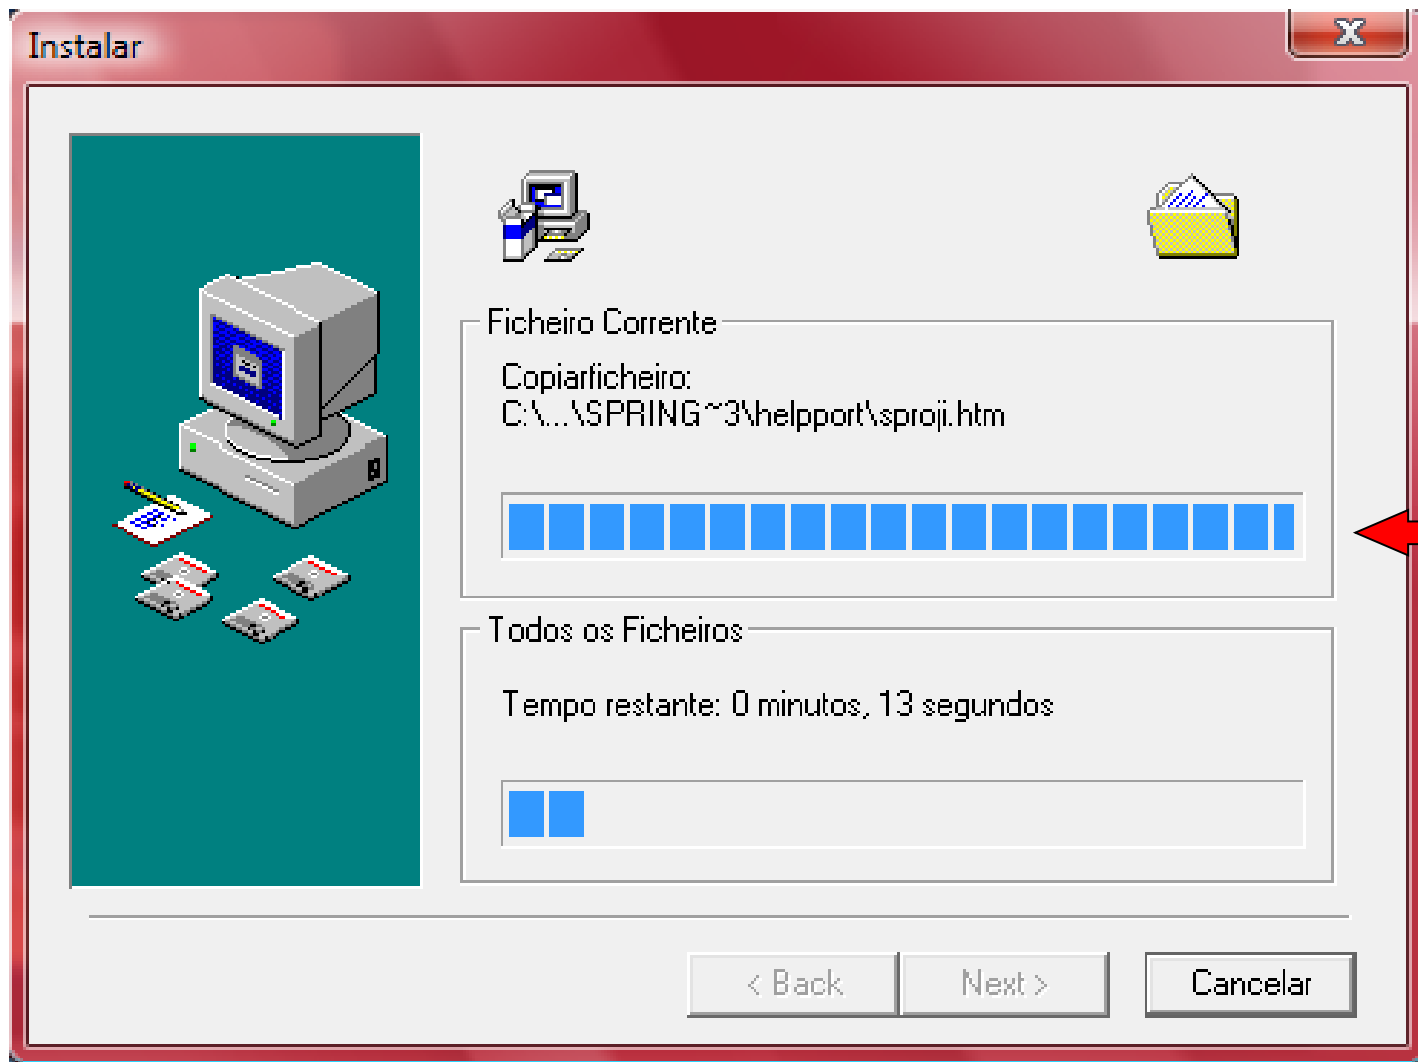 Instalar
Ficheiro Corrente
Copiarficheiro:
C:\...\SPRING~3\helpport\sproji.htm
Todos os Ficheiros
Tempo restante: 0 minutos, 13 segundos
< Back
Next >
Cancelar